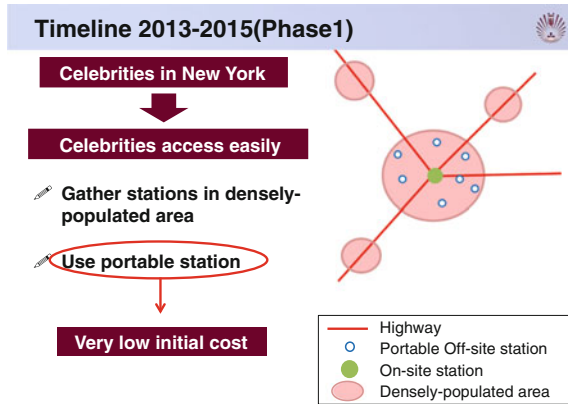 Timeline 2013-2015(Phase1)
Celebrities in New York
Celebrities access easily
Gather stations in densely-
populated area
Use portable station
Very low initial cost
Highway
Portable Off-site station
On-site station
Densely-populated area